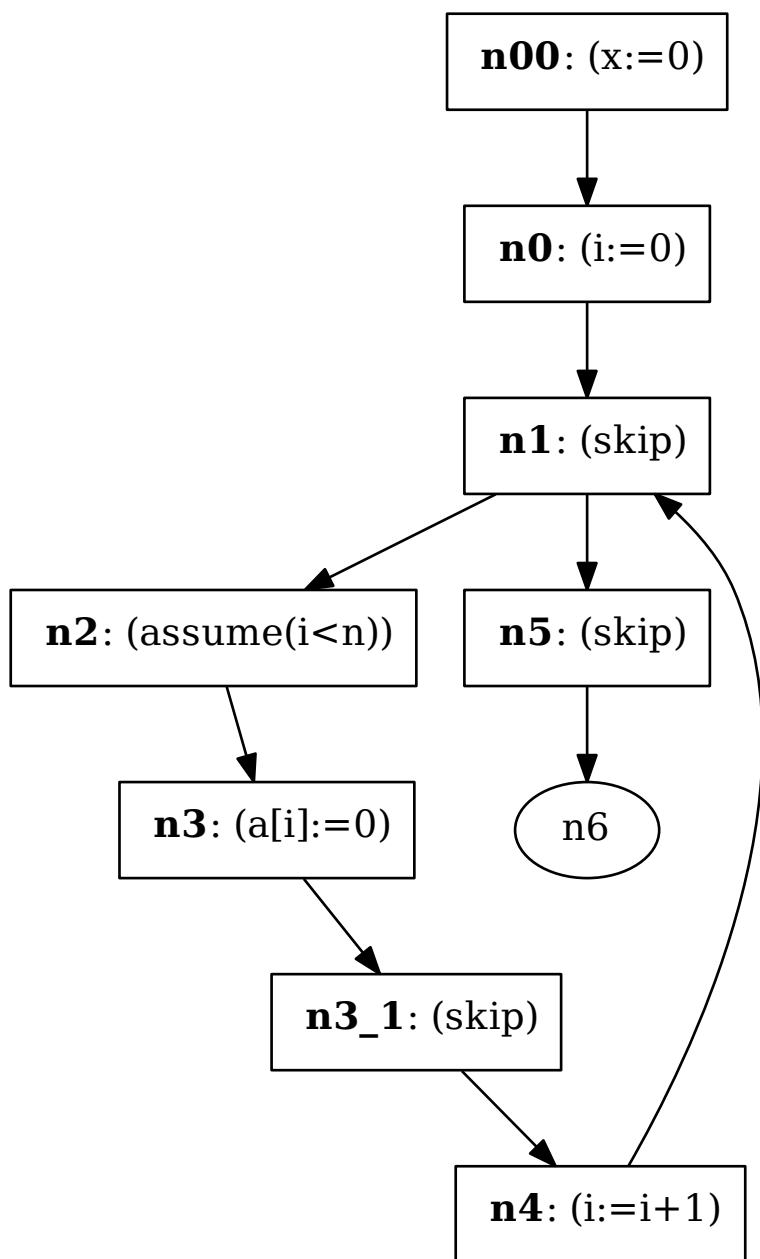 n00: (x:=0)
n0: (i:=0)
n1: (skip)
n2: (assume(i<n))
n5: (skip)
n3: (a[i]:=0)
n6
n3_1: (skip)
n4: (i:=i+1)